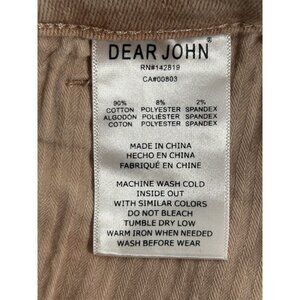 DEAR JOHN
RN#142819
CA#00803
90% 8% 2%
COTTON POLYESTER SPANDEX
ALGODÓN POLIÉSTER SPANDEX
COTON POLYESTER SPANDEX
MADE IN CHINA
HECHO EN CHINA
FABRIQUÉ EN CHINE
MACHINE WASH COLD
INSIDE OUT
WITH SIMILAR COLORS
DO NOT BLEACH
TUMBLE DRY LOW
WARM IRON WHEN NEEDED
WASH BEFORE WEAR